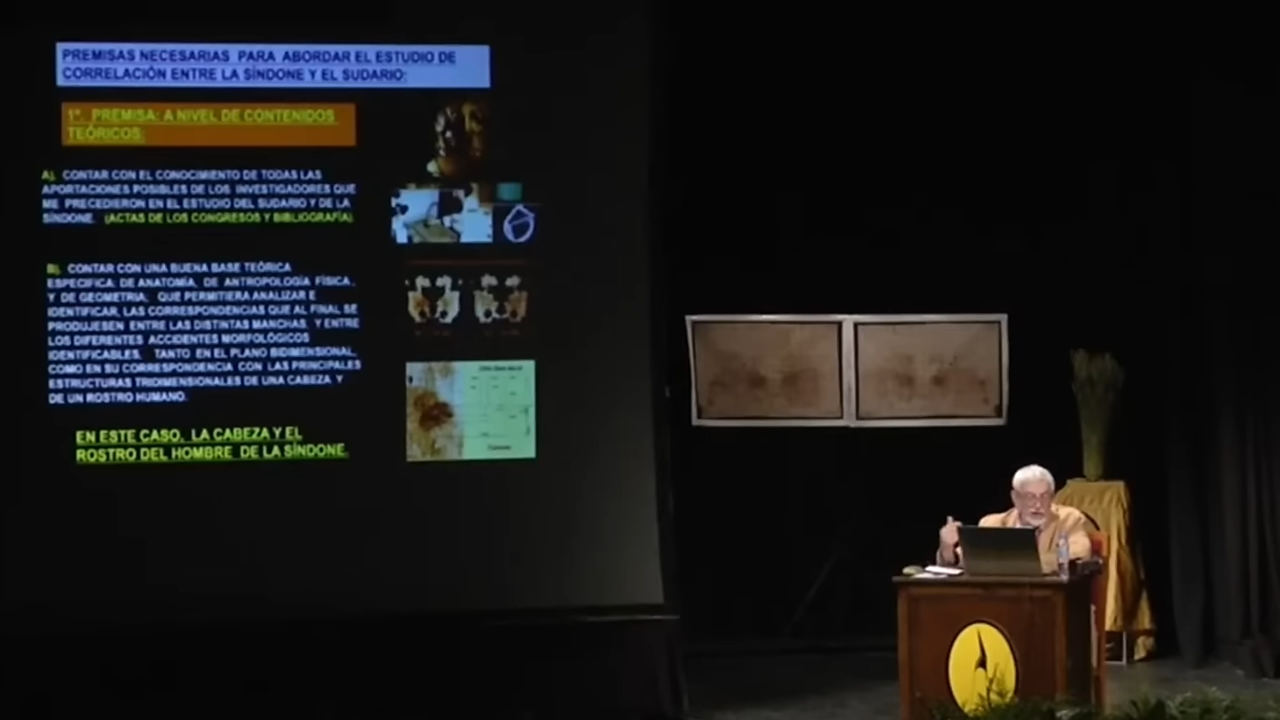 PREMISAS NECESARIAS PARA ABORDAR EL ESTUDIO DE
CORRELACIÓN ENTRE LA SÍNDONE Y EL SUDARIO:
1ª. PREMISA: A NIVEL DE CONTENIDOS
TEÓRICOS:
A). CONTAR CON EL CONOCIMIENTO DE TODAS LAS
APORTACIONES POSIBLES DE LOS INVESTIGADORES QUE
ME PRECEDIERON EN EL ESTUDIO DEL SUDARIO Y DE LA
SÍNDONE. (ACTAS DE LOS CONGRESOS Y BIBLIOGRAFÍA).
B). CONTAR CON UNA BUENA BASE TEÓRICA
ESPECIFICA, DE ANATOMÍA, DE ANTROPOLOGÍA FÍSICA,
Y DE GEOMETRIA, QUE PERMITIERA ANALIZAR E
IDENTIFICAR, LAS CORRESPONDENCIAS QUE AL FINAL SE
PRODUJESEN ENTRE LAS DISTINTAS MANCHAS, Y ENTRE
LOS DIFERENTES ACCIDENTES MORFOLÓGICOS
IDENTIFICABLES, TANTO EN EL PLANO BIDIMENSIONAL,
COMO EN SU CORRESPONDENCIA CON LAS PRINCIPALES
ESTRUCTURAS TRIDIMENSIONALES DE UNA CABEZA Y
DE UN ROSTRO HUMANO.
EN ESTE CASO, LA CABEZA Y EL
ROSTRO DEL HOMBRE DE LA SÍNDONE.